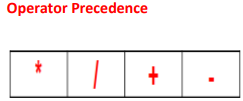 Operator Precedence
* / + -